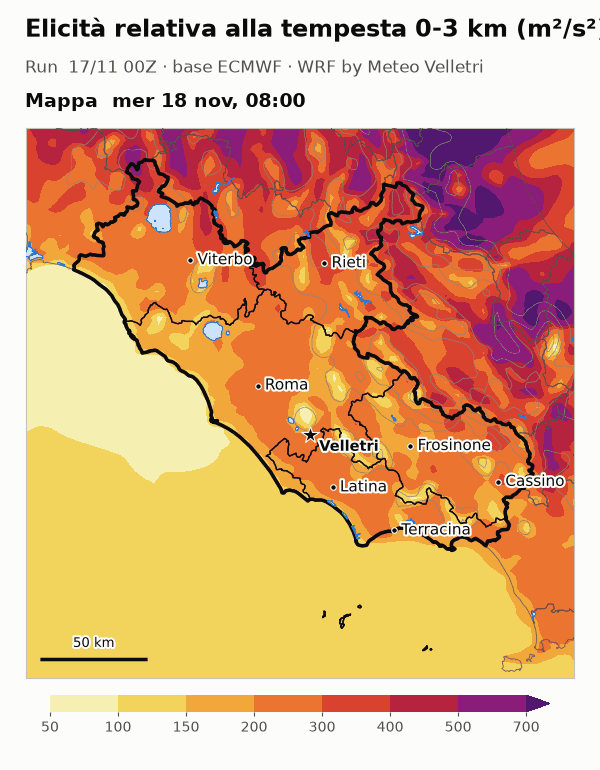 Elicità relativa alla tempesta 0-3 km (m²/s²)
Run 17/11 00Z · base ECMWF · WRF by Meteo Velletri
Mappa mer 18 nov, 08:00
Viterbo
Rieti
Roma
Velletri
Frosinone
Latina
Cassino
Terracina
50 km
50 100 150 200 300 400 500 700